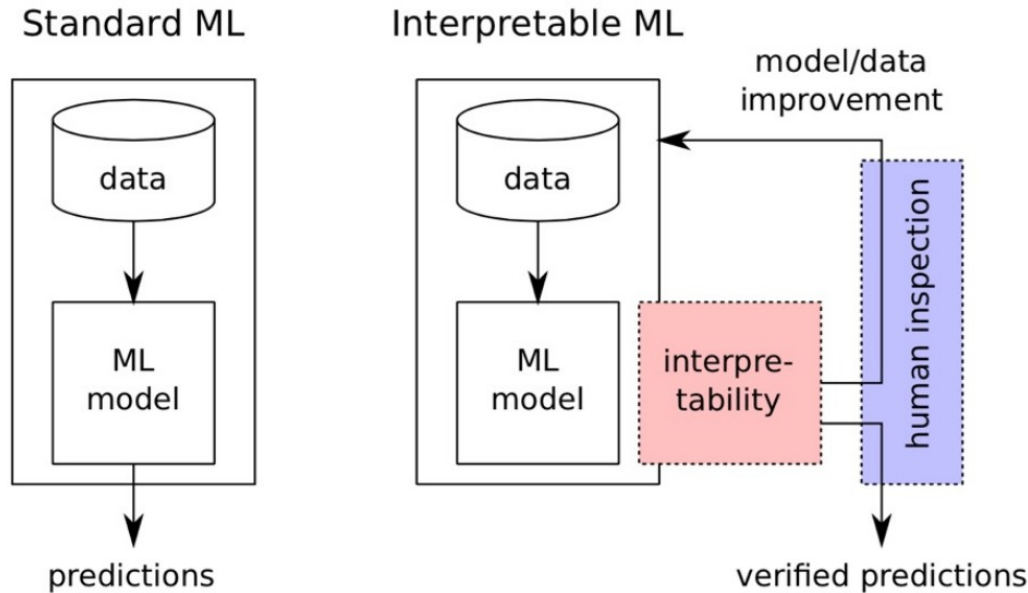 Standard ML
data
ML
model
predictions
Interpretable ML
data
ML
model
interpre-
tability
model/data
improvement
human inspection
verified predictions